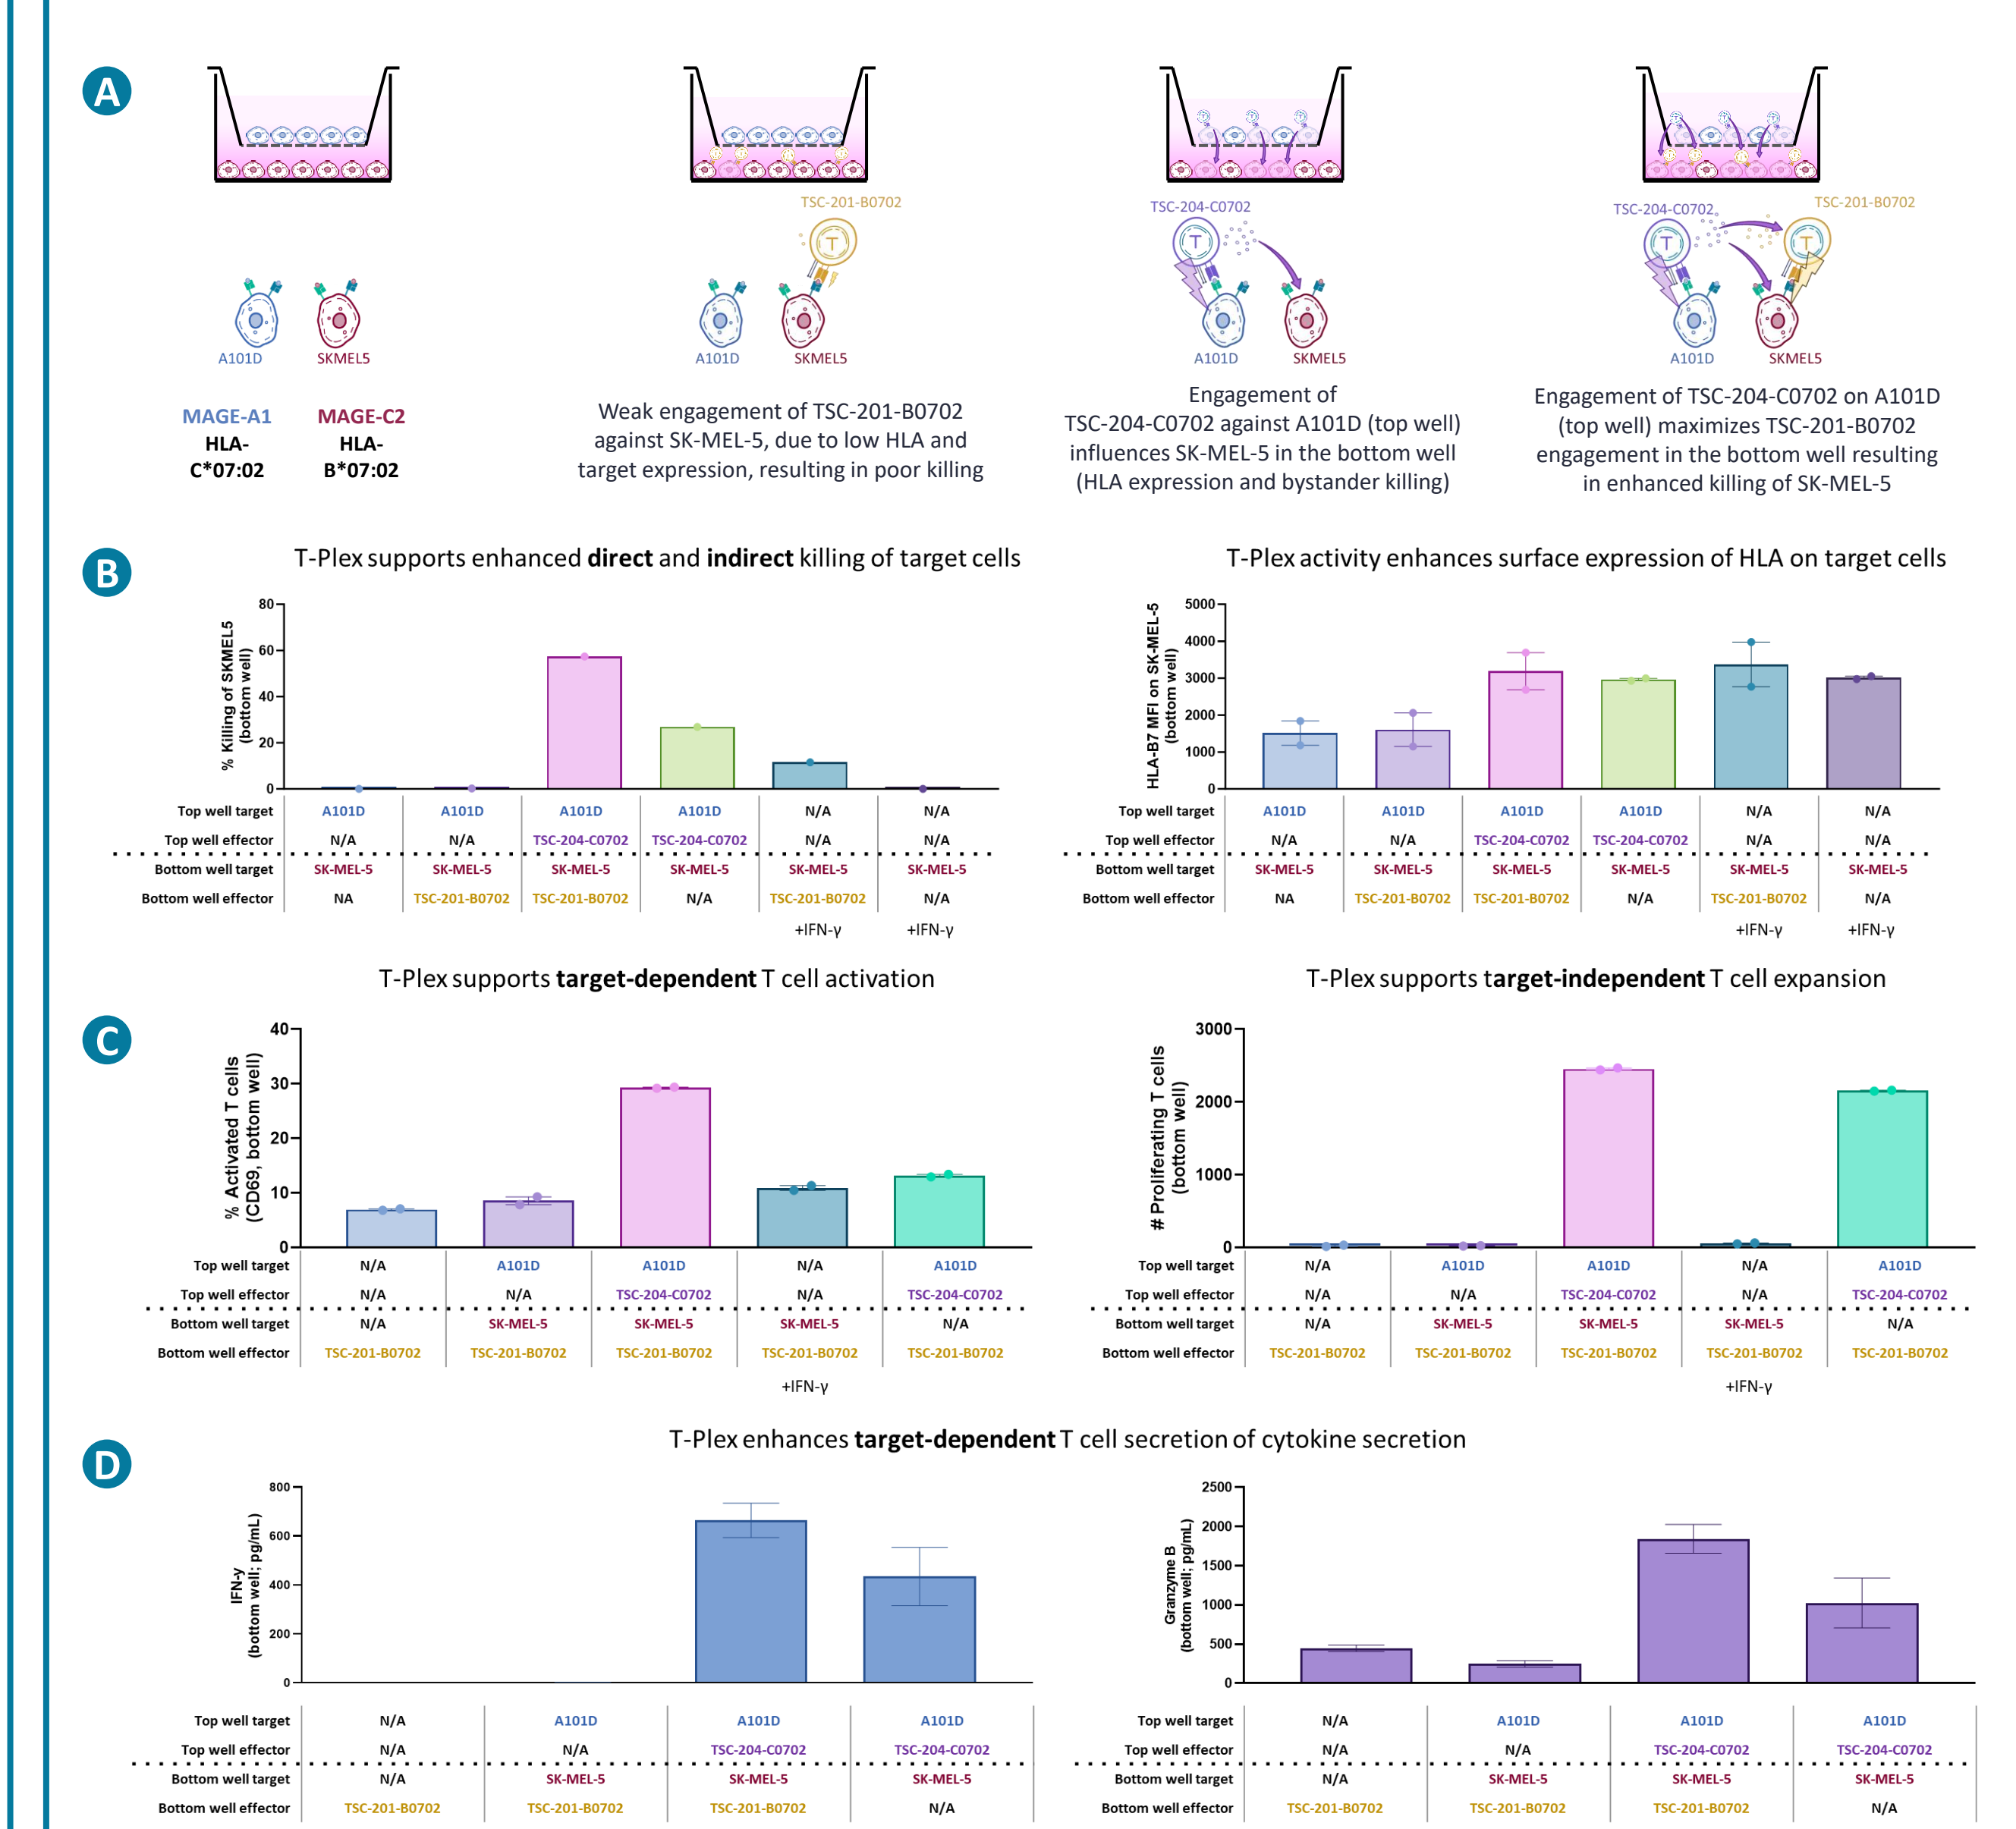 A
TSC-201-B0702
TSC-204-C0702
TSC-204-C0702
TSC-201-B0702
T
T
T
T
A101D
SKMEL5
A101D
SKMEL5
A101D
SKMEL5
A101D
SKMEL5
MAGE-A1
HLA-
C*07:02
MAGE-C2
HLA-
B*07:02
Weak engagement of TSC-201-B0702
against SK-MEL-5, due to low HLA and
target expression, resulting in poor killing
Engagement of
TSC-204-C0702 against A101D (top well)
influences SK-MEL-5 in the bottom well
(HLA expression and bystander killing)
Engagement of TSC-204-C0702 on A101D
(top well) maximizes TSC-201-B0702
engagement in the bottom well resulting
in enhanced killing of SK-MEL-5
B
T-Plex supports enhanced direct and indirect killing of target cells
% Killing of SKMEL5
(bottom well)
80
60
40
20
0
Top well target A101D A101D A101D A101D N/A N/A
Top well effector N/A N/A TSC-204-C0702 TSC-204-C0702 N/A N/A
Bottom well target SK-MEL-5 SK-MEL-5 SK-MEL-5 SK-MEL-5 SK-MEL-5 SK-MEL-5
Bottom well effector NA TSC-201-B0702 TSC-201-B0702 N/A TSC-201-B0702 N/A
+IFN-γ +IFN-γ
T-Plex activity enhances surface expression of HLA on target cells
HLA-B7 MFI on SK-MEL-5
(bottom well)
5000
4000
3000
2000
1000
0
Top well target A101D A101D A101D A101D N/A N/A
Top well effector N/A N/A TSC-204-C0702 TSC-204-C0702 N/A N/A
Bottom well target SK-MEL-5 SK-MEL-5 SK-MEL-5 SK-MEL-5 SK-MEL-5 SK-MEL-5
Bottom well effector NA TSC-201-B0702 TSC-201-B0702 N/A TSC-201-B0702 N/A
+IFN-γ +IFN-γ
C
T-Plex supports target-dependent T cell activation
% Activated T cells
(CD69, bottom well)
40
30
20
10
0
Top well target N/A A101D A101D N/A A101D
Top well effector N/A N/A TSC-204-C0702 N/A TSC-204-C0702
Bottom well target N/A SK-MEL-5 SK-MEL-5 SK-MEL-5 N/A
Bottom well effector TSC-201-B0702 TSC-201-B0702 TSC-201-B0702 TSC-201-B0702 TSC-201-B0702
+IFN-γ
T-Plex supports target-independent T cell expansion
# Proliferating T cells
(bottom well)
3000
2000
1000
0
Top well target N/A A101D A101D N/A A101D
Top well effector N/A N/A TSC-204-C0702 N/A TSC-204-C0702
Bottom well target N/A SK-MEL-5 SK-MEL-5 SK-MEL-5 N/A
Bottom well effector TSC-201-B0702 TSC-201-B0702 TSC-201-B0702 TSC-201-B0702 TSC-201-B0702
+IFN-γ
D
T-Plex enhances target-dependent T cell secretion of cytokine secretion
IFN-y
(bottom well; pg/mL)
800
600
400
200
0
Top well target N/A A101D A101D A101D
Top well effector N/A N/A TSC-204-C0702 TSC-204-C0702
Bottom well target N/A SK-MEL-5 SK-MEL-5 SK-MEL-5
Bottom well effector TSC-201-B0702 TSC-201-B0702 TSC-201-B0702 N/A
Granzyme B
(bottom well; pg/mL)
2500
2000
1500
1000
500
0
Top well target N/A A101D A101D A101D
Top well effector N/A N/A TSC-204-C0702 TSC-204-C0702
Bottom well target N/A SK-MEL-5 SK-MEL-5 SK-MEL-5
Bottom well effector TSC-201-B0702 TSC-201-B0702 TSC-201-B0702 N/A